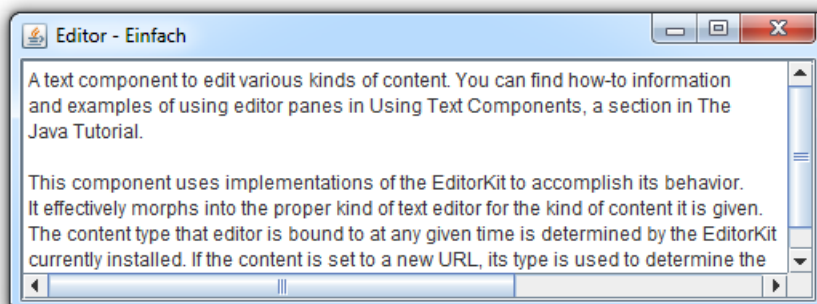 Editor - Einfach
A text component to edit various kinds of content. You can find how-to information
and examples of using editor panes in Using Text Components, a section in The
Java Tutorial.
This component uses implementations of the EditorKit to accomplish its behavior.
It effectively morphs into the proper kind of text editor for the kind of content it is given.
The content type that editor is bound to at any given time is determined by the EditorKit
currently installed. If the content is set to a new URL, its type is used to determine the